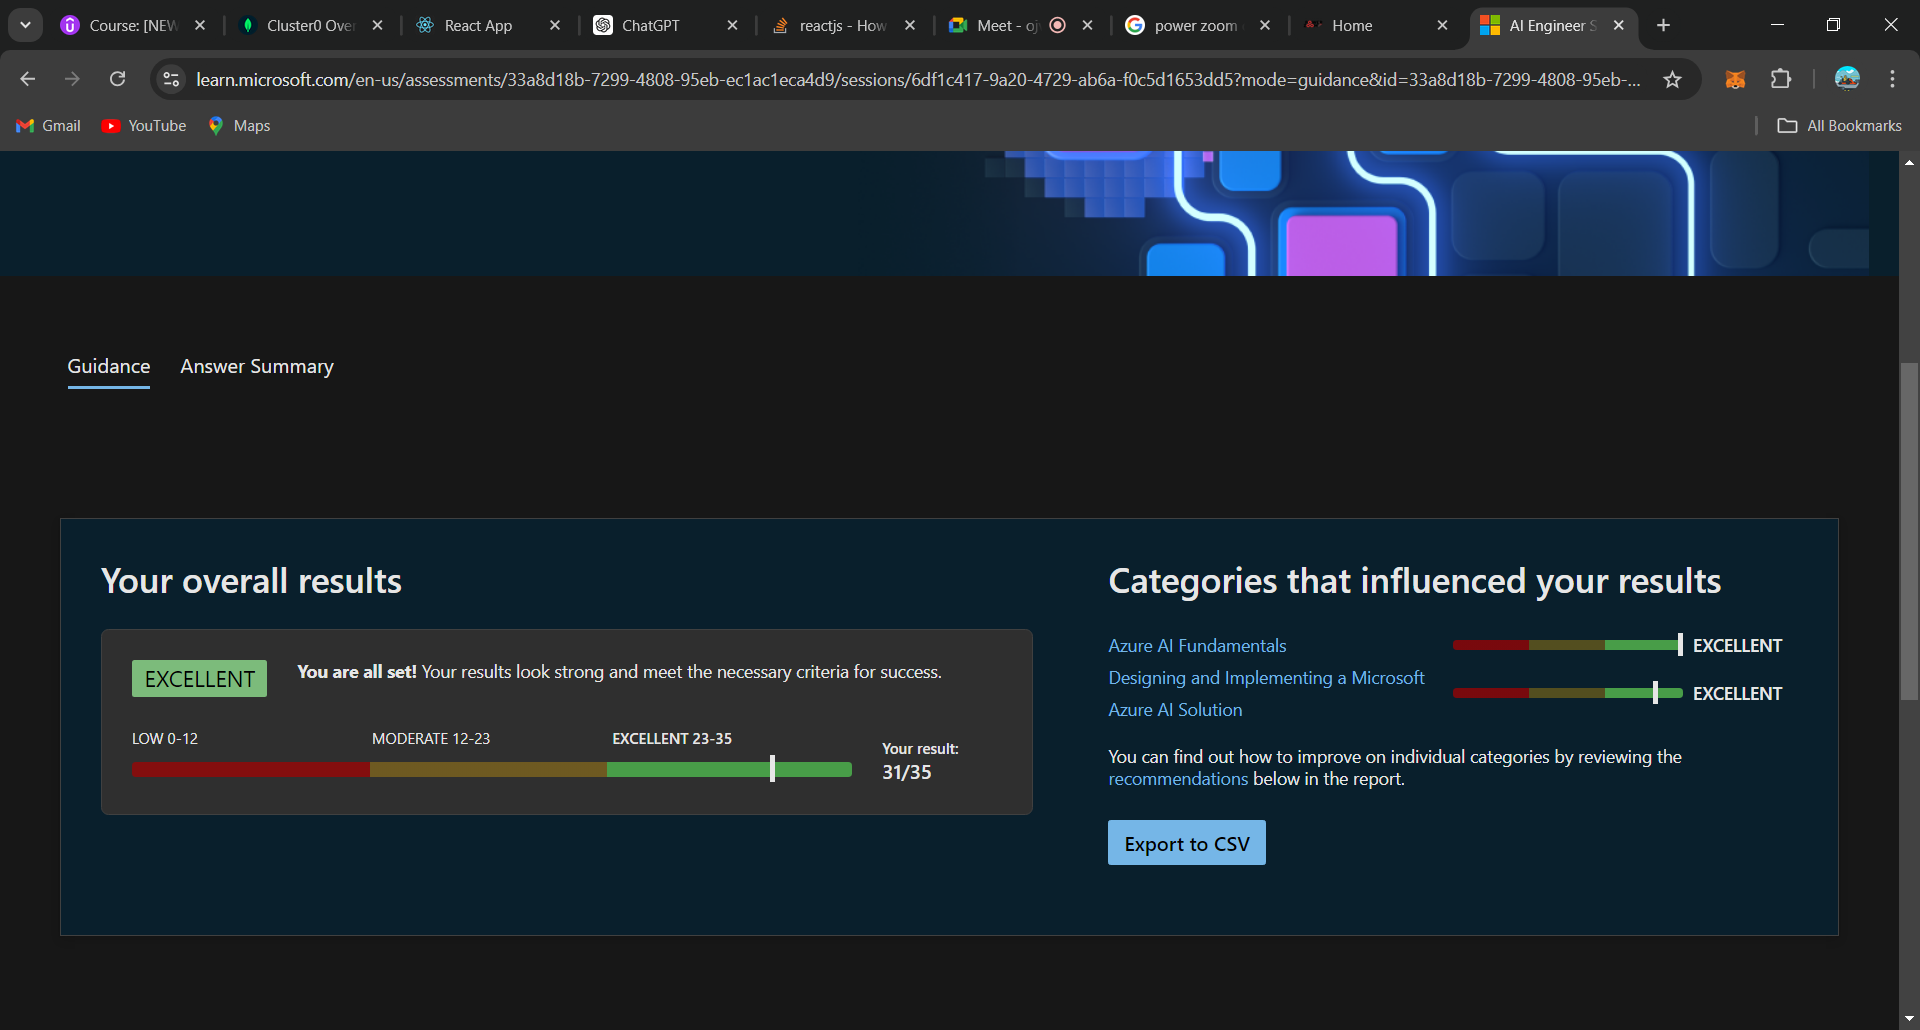 Course: [NEW
Cluster0 Over
React App
ChatGPT
reactjs - How
Meet - oj
power zoom
Home
AI Engineer S
learn.microsoft.com/en-us/assessments/33a8d18b-7299-4808-95eb-ec1ac1eca4d9/sessions/6df1c417-9a20-4729-ab6a-f0c5d1653dd5?mode=guidance&id=33a8d18b-7299-4808-95eb-...
Gmail
YouTube
Maps
All Bookmarks
Guidance
Answer Summary
Your overall results
EXCELLENT
You are all set! Your results look strong and meet the necessary criteria for success.
LOW 0-12
MODERATE 12-23
EXCELLENT 23-35
Your result:
31/35
Categories that influenced your results
Azure AI Fundamentals
EXCELLENT
Designing and Implementing a Microsoft
Azure AI Solution
EXCELLENT
You can find out how to improve on individual categories by reviewing the
recommendations below in the report.
Export to CSV